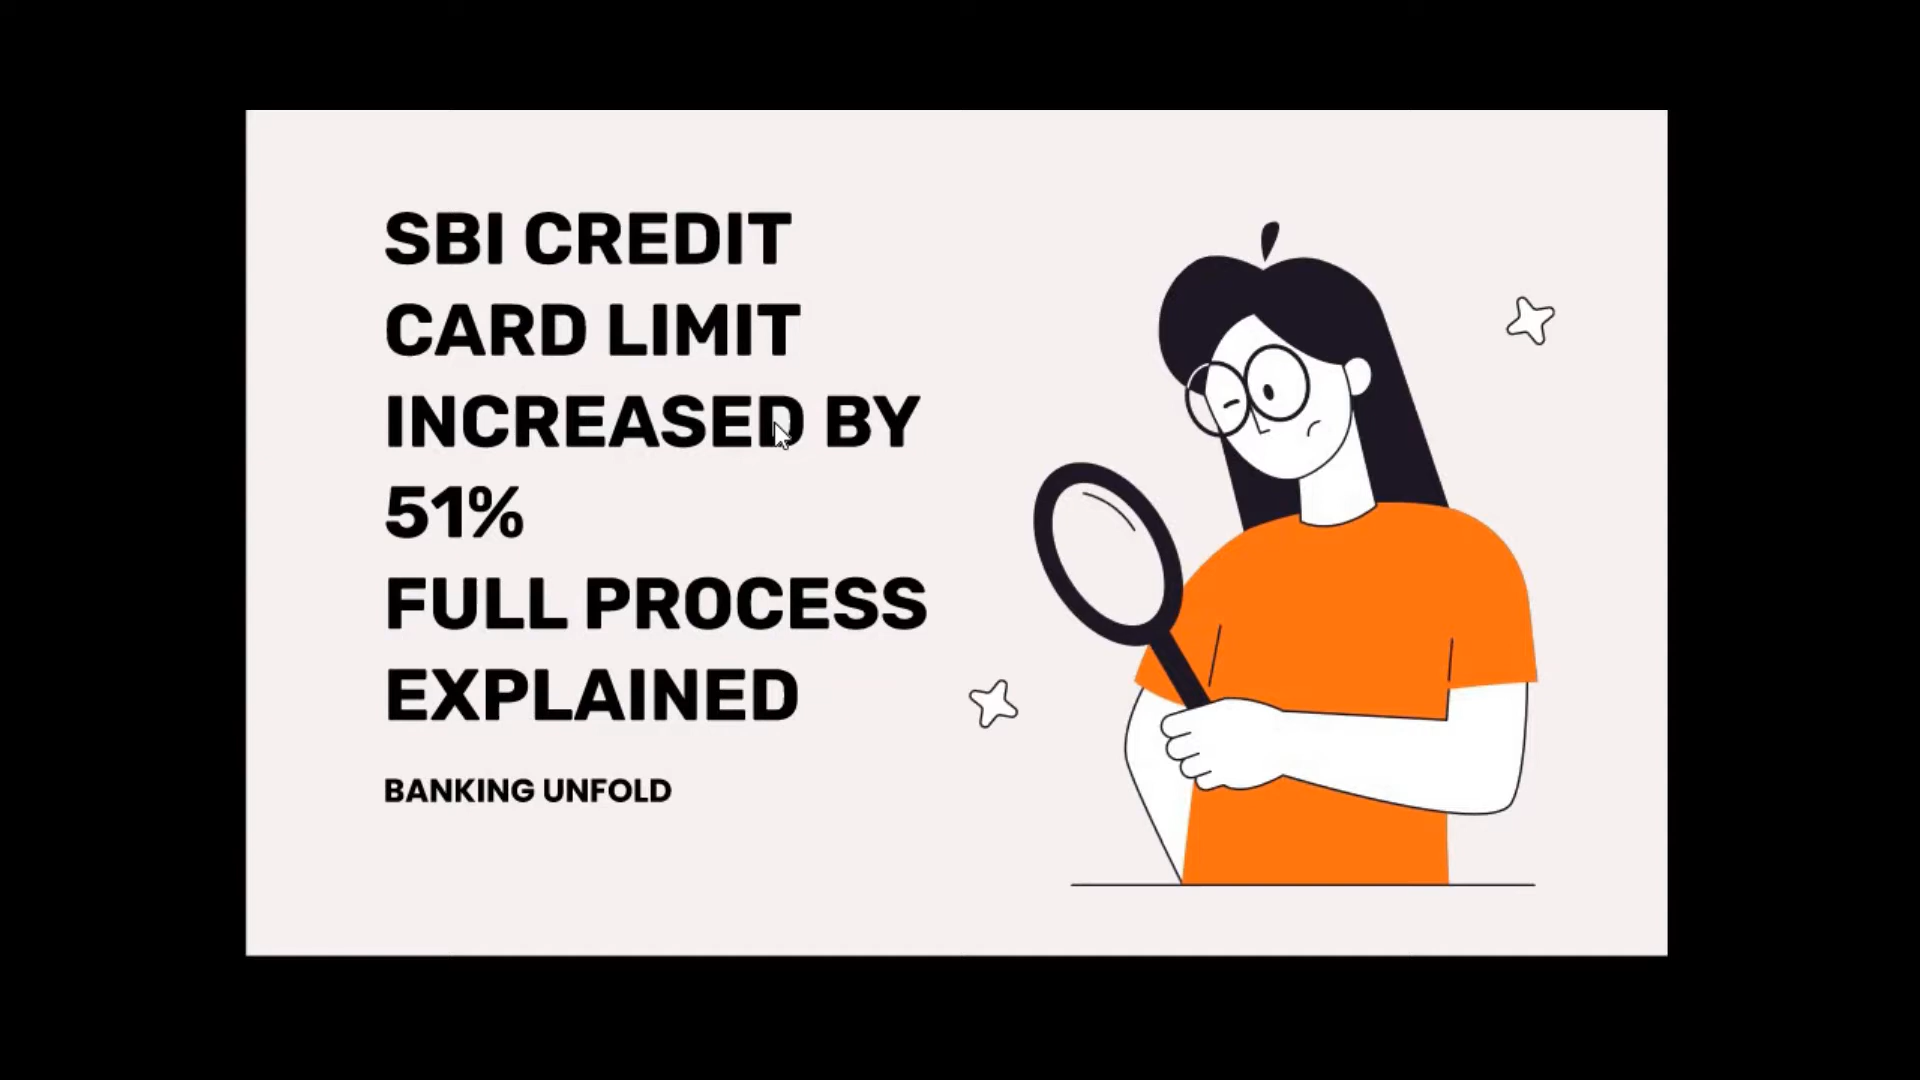 SBI CREDIT
CARD LIMIT
INCREASED BY
51%
FULL PROCESS
EXPLAINED
BANKING UNFOLD